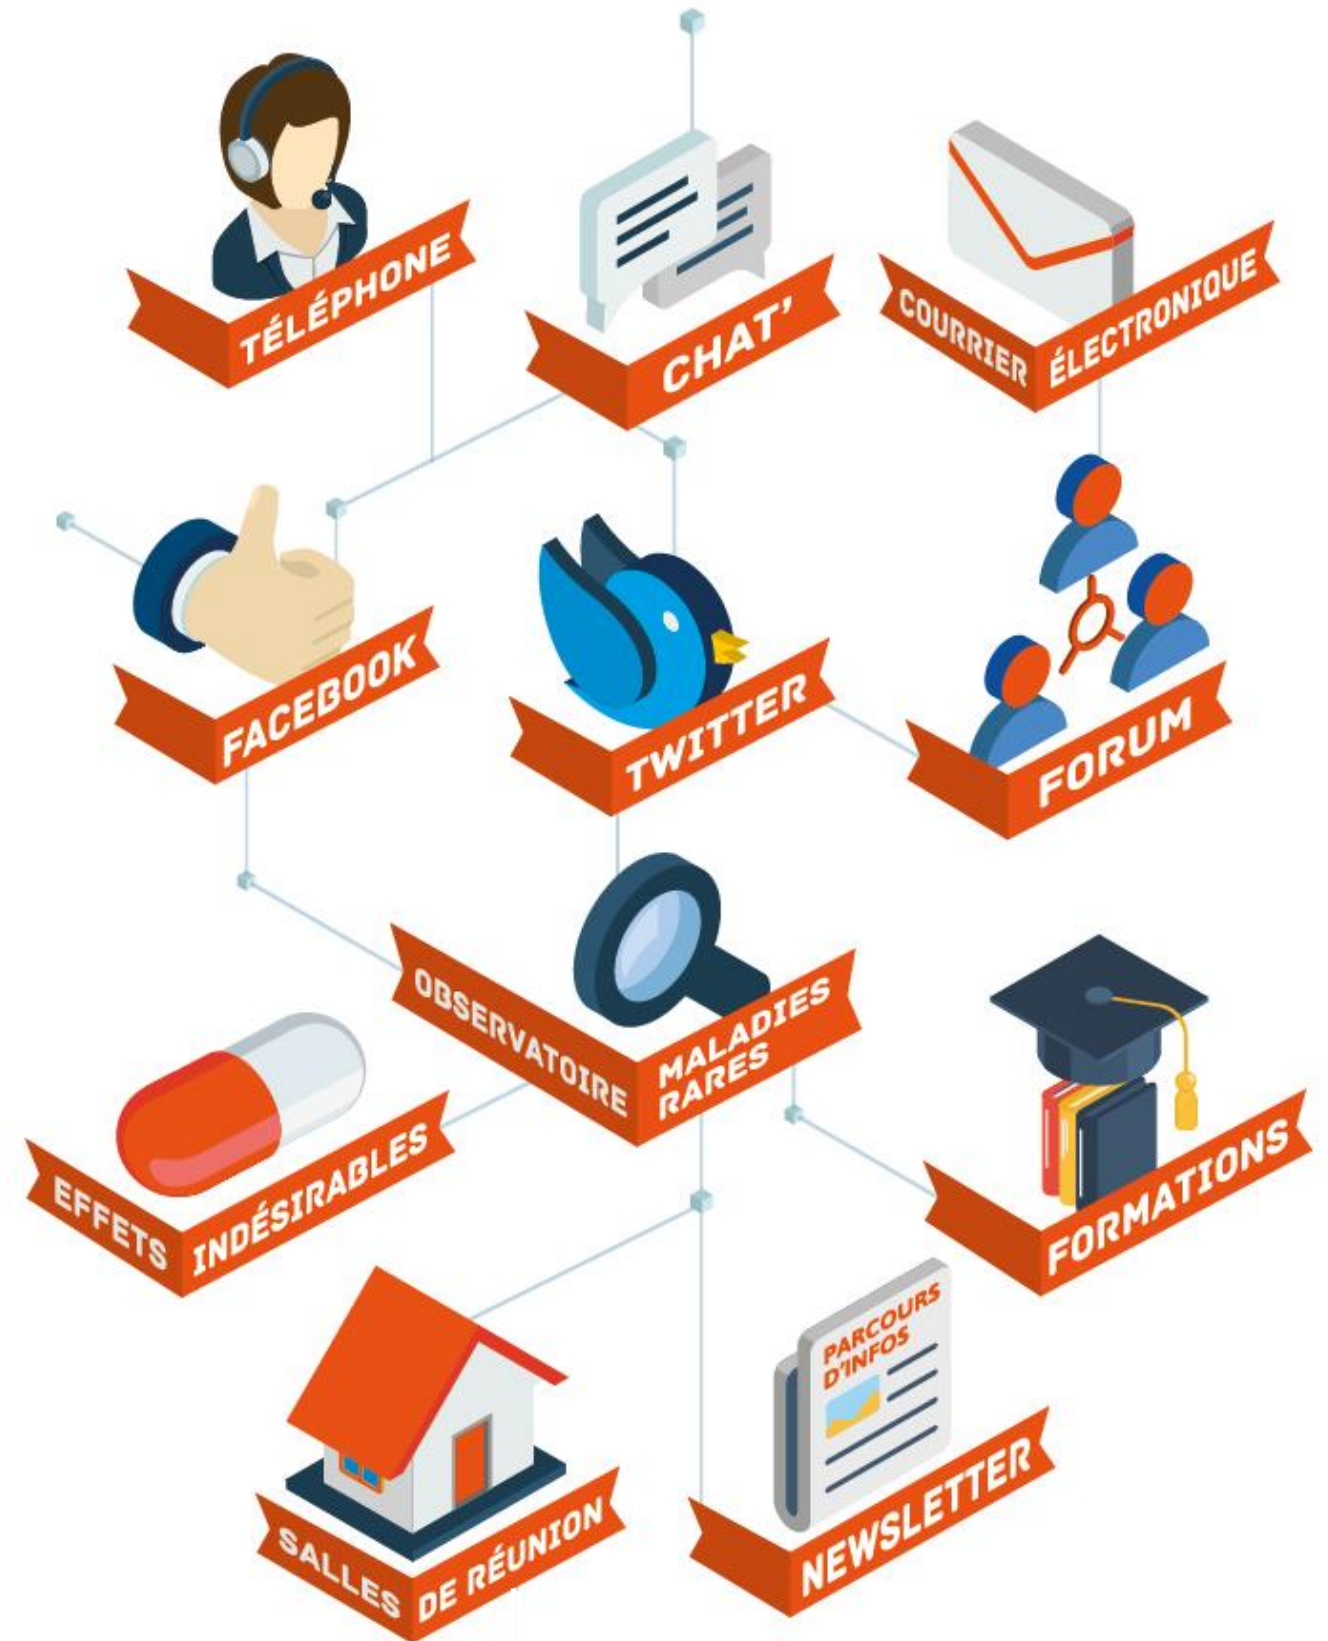 TÉLÉPHONE
CHAT'
COURRIER ÉLECTRONIQUE
FACEBOOK
TWITTER
FORUM
OBSERVATOIRE
MALADIES
RARES
EFFETS INDÉSIRABLES
FORMATIONS
PARCOURS
D'INFOS
SALLES DE RÉUNION
NEWSLETTER